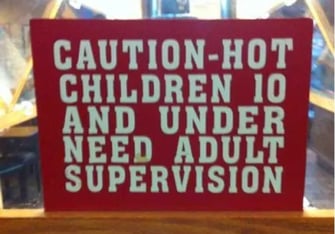 CAUTION-HOT
CHILDREN 10
AND UNDER
NEED ADULT
SUPERVISION